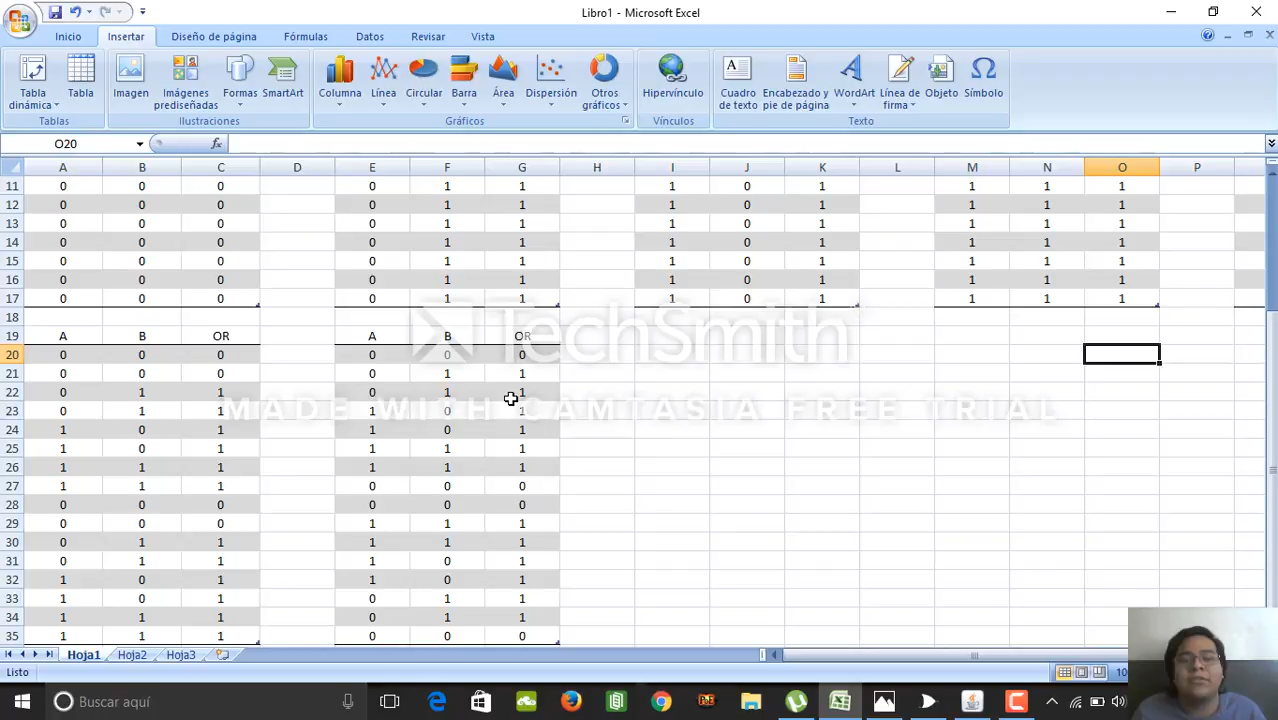 Libro1 - Microsoft Excel
Inicio Insertar Diseño de página Fórmulas Datos Revisar Vista
Tabla dinámica Tabla Imagen Imágenes prediseñadas Formas SmartArt Columna Línea Circular Barra Área Dispersión Otros gráficos Hipervínculo Cuadro de texto Encabezado y pie de página WordArt Línea de firma Objeto Símbolo
Tablas Ilustraciones Gráficos Vínculos Texto
O20 fx
A B C D E F G H I J K L M N O P
11 0 0 0 0 1 1 1 0 1 1 1 1
12 0 0 0 0 1 1 1 0 1 1 1 1
13 0 0 0 0 1 1 1 0 1 1 1 1
14 0 0 0 0 1 1 1 0 1 1 1 1
15 0 0 0 0 1 1 1 0 1 1 1 1
16 0 0 0 0 1 1 1 0 1 1 1 1
17 0 0 0 0 1 1 1 0 1 1 1 1
18
19 A B OR A B OR
TechSmith
20 0 0 0 0 0 0
21 0 0 0 0 1 1
22 0 1 1 0 1 1
MADE WITH CAMTASIA FREE TRIAL
23 0 1 1 1 0 1
24 1 0 1 1 0 1
25 1 0 1 1 1 1
26 1 1 1 1 1 1
27 1 1 1 0 0 0
28 0 0 0 0 0 0
29 0 0 0 1 1 1
30 0 1 1 1 1 1
31 0 1 1 1 0 1
32 1 0 1 1 0 1
33 1 0 1 0 1 1
34 1 1 1 0 1 1
35 1 1 1 0 0 0
Hoja1 Hoja2 Hoja3
Listo
Buscar aquí